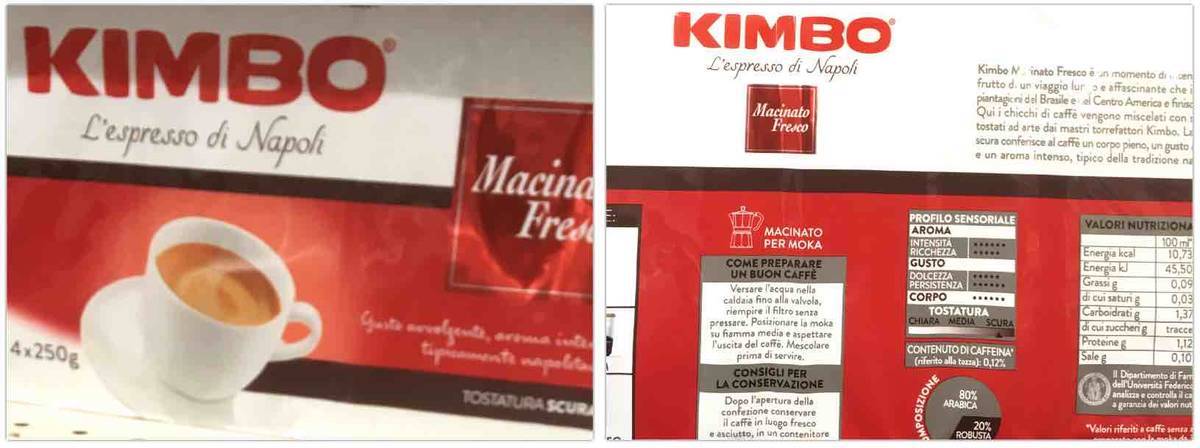 KIMBO®
L'espresso di Napoli
Macina
Fres
Gusto avvolgente, aroma inte
tipicamente napolita
4x250g
TOSTATURA SCURA
KIMBO®
L'espresso di Napoli
Macinato
Fresco
Kimbo M inato Fresco è un momento di
frutto di un viaggio lu e affascinante che i
piantagioni del Brasile e el Centro America e finisc
Qui i chicchi di caffè vengono miscelati con
tostati ad arte dai mastri torrefattori Kimbo. La
scura conferisce al caffè un corpo pieno, un gusto
e un aroma intenso, tipico della tradizione na
E:
MACINATO
PER MOKA
COME PREPARARE
UN BUON CAFFÈ
Versare l'acqua nella
caldaia fino alla valvola,
riempire il filtro senza
pressare. Posizionare la moka
su fiamma media e aspettare
l'uscita del caffè. Mescolare
prima di servire.
CONSIGLI PER
LA CONSERVAZIONE
Dopo l'apertura della
confezione conservare
il caffè in luogo fresco
e asciutto, in un contenitore
PROFILO SENSORIALE
AROMA
INTENSITÀ
RICCHEZZA
GUSTO
DOLCEZZA
PERSISTENZA
CORPO
TOSTATURA
CHIARA MEDIA SCURA
CONTENUTO DI CAFFEINA*
(riferito alla tazza): 0,12%
COMPOSIZIONE
80%
ARABICA
20%
ROBUSTA
VALORI NUTRIZIONA
100 ml*
Energia kcal 10,73
Energia kJ 45,50
Grassi g 0,09
di cui saturi g 0,03
Carboidrati g 1,37
di cui zuccheri g tracce
Proteine g 1,12
Sale g 0,10
Il Dipartimento di Far
dell'Università Federic
analizza e controlla il ca
a garanzia dei valori nut
*Valori riferiti a caffè senza